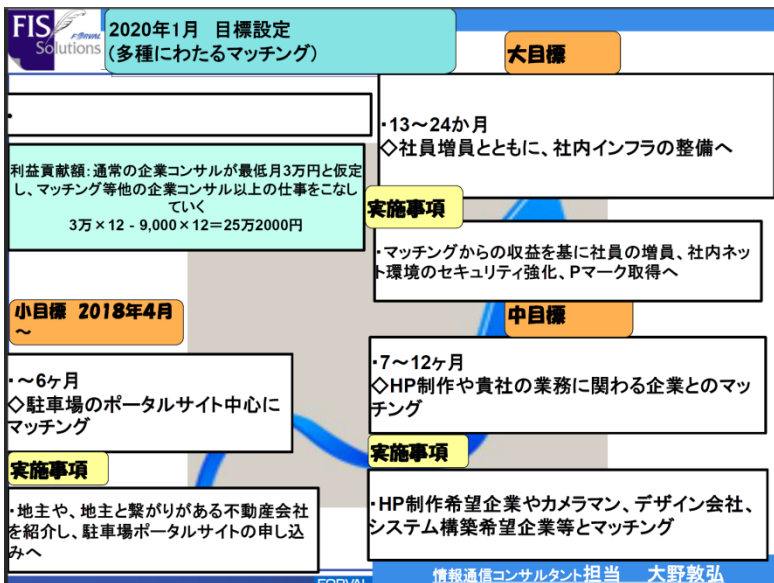 FIS
Solutions
FORVAL
2020年1月 目標設定
(多種にわたるマッチング)
大目標
・
・13～24か月
◇社員増員とともに、社内インフラの整備へ
利益貢献額：通常の企業コンサルが最低月3万円と仮定
し、マッチング等他の企業コンサル以上の仕事をこなし
ていく
3万×12 - 9,000×12＝25万2000円
実施事項
・マッチングからの収益を基に社員の増員、社内ネッ
ト環境のセキュリティ強化、Pマーク取得へ
小目標 2018年4月
～
中目標
・～6ヶ月
◇駐車場のポータルサイト中心に
マッチング
・7～12ヶ月
◇HP制作や貴社の業務に関わる企業とのマッ
チング
実施事項
・地主や、地主と繋がりがある不動産会社
を紹介し、駐車場ポータルサイトの申し込
みへ
実施事項
・HP制作希望企業やカメラマン、デザイン会社、
システム構築希望企業等とマッチング
FORVAL
情報通信コンサルタント担当 大野敦弘